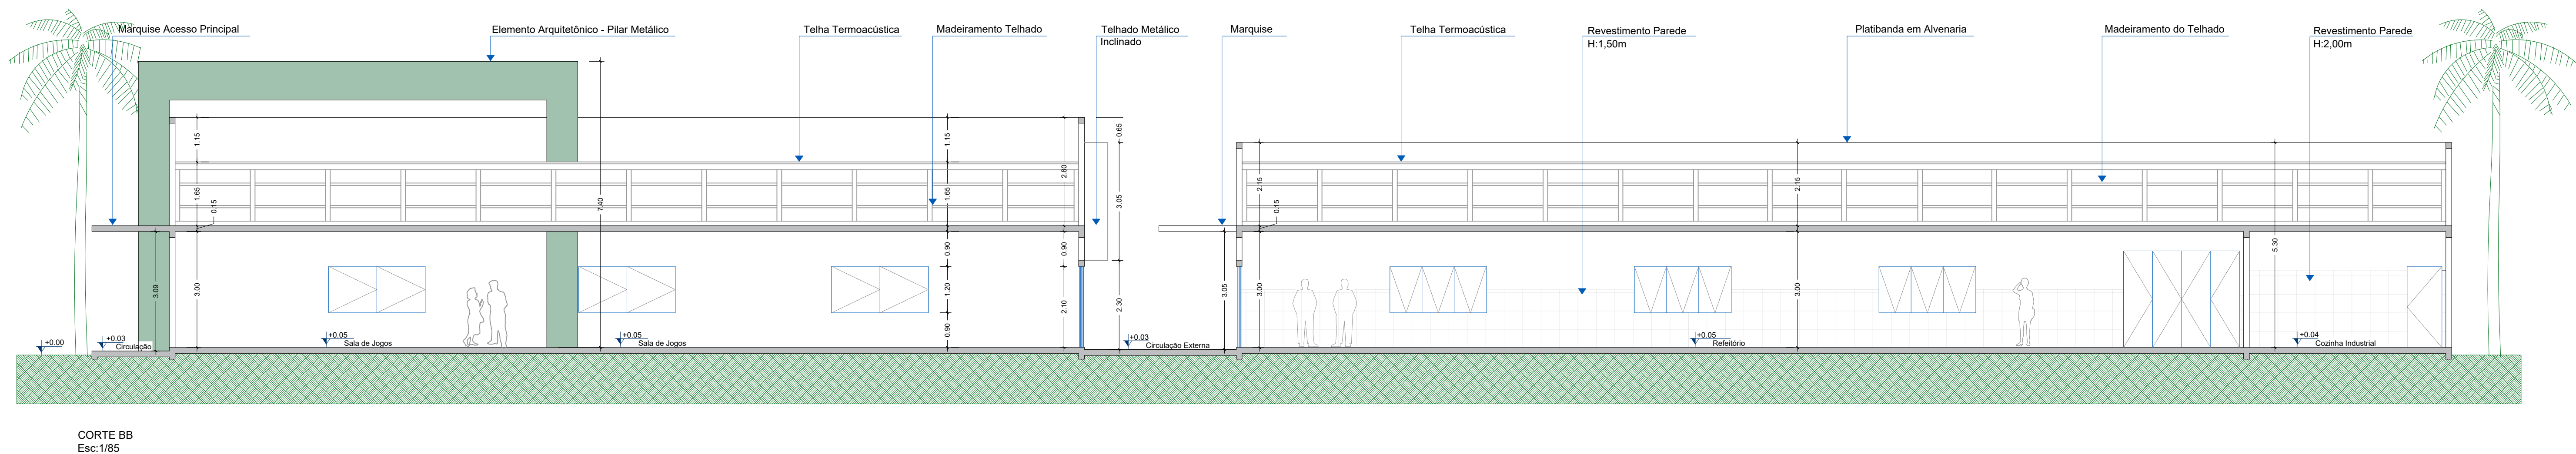 Marquise Acesso Principal
Elemento Arquitetônico - Pilar Metálico
Telha Termoacústica
Madeiramento Telhado
Telhado Metálico
Inclinado
Marquise
Telha Termoacústica
Revestimento Parede
H:1,50m
Platibanda em Alvenaria
Madeiramento do Telhado
Revestimento Parede
H:2,00m
1.15
1.65
0.15
3.09
3.00
7.40
1.15
1.65
0.90
1.20
0.90
2.80
0.90
2.10
0.65
3.05
2.30
3.05
2.15
0.15
3.00
2.15
3.00
5.30
+0.00
+0.03
Circulação
+0.05
Sala de Jogos
+0.05
Sala de Jogos
+0.03
Circulação Externa
+0.05
Refeitório
+0.04
Cozinha Industrial
CORTE BB
Esc:1/85